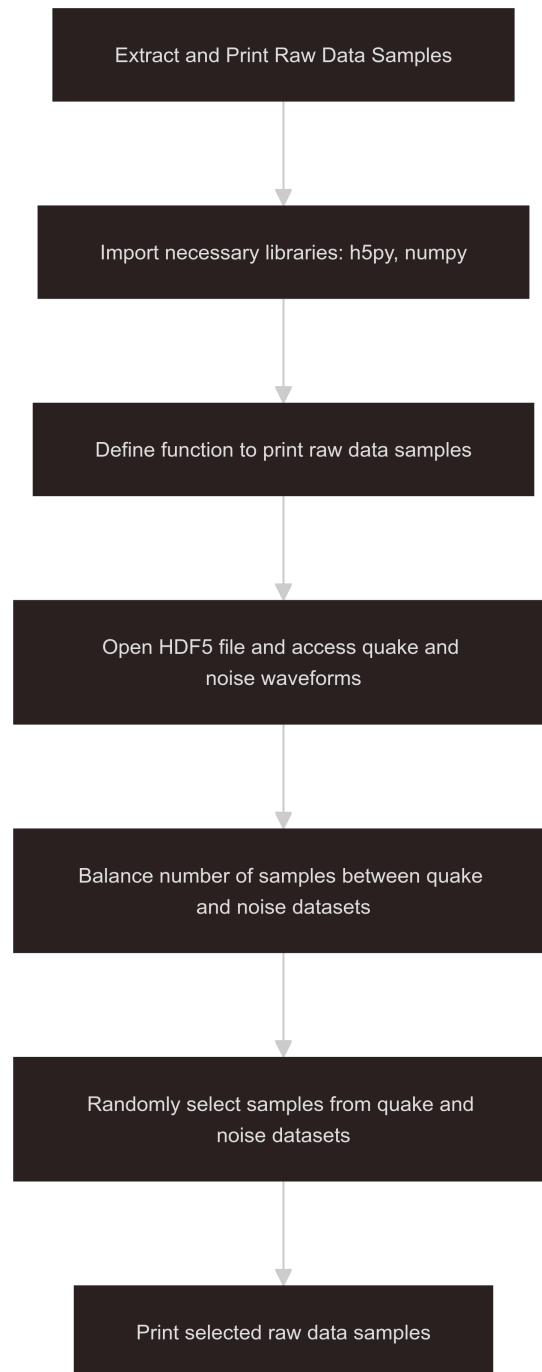 Extract and Print Raw Data Samples
Import necessary libraries: h5py, numpy
Define function to print raw data samples
Open HDF5 file and access quake and
noise waveforms
Balance number of samples between quake
and noise datasets
Randomly select samples from quake and
noise datasets
Print selected raw data samples